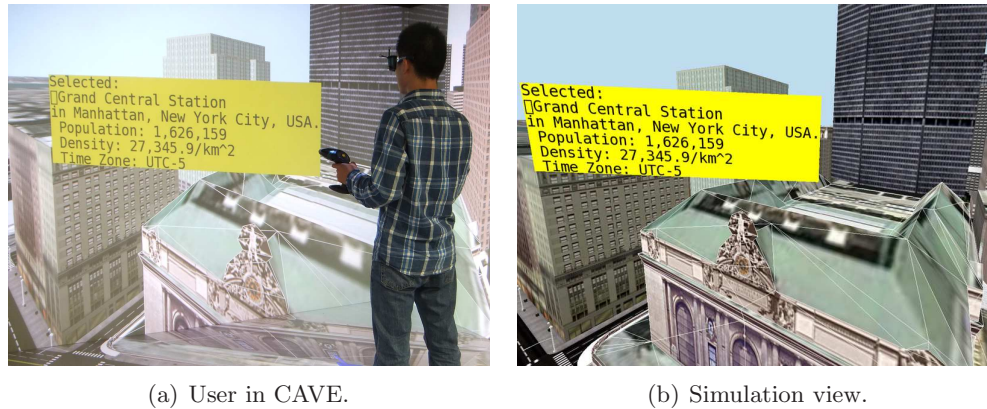 Selected:
▯Grand Central Station
in Manhattan, New York City, USA.
Population: 1,626,159
Density: 27,345.9/km^2
Time Zone: UTC-5
Selected:
▯Grand Central Station
in Manhattan, New York City, USA.
Population: 1,626,159
Density: 27,345.9/km^2
Time Zone: UTC-5
(a) User in CAVE.
(b) Simulation view.